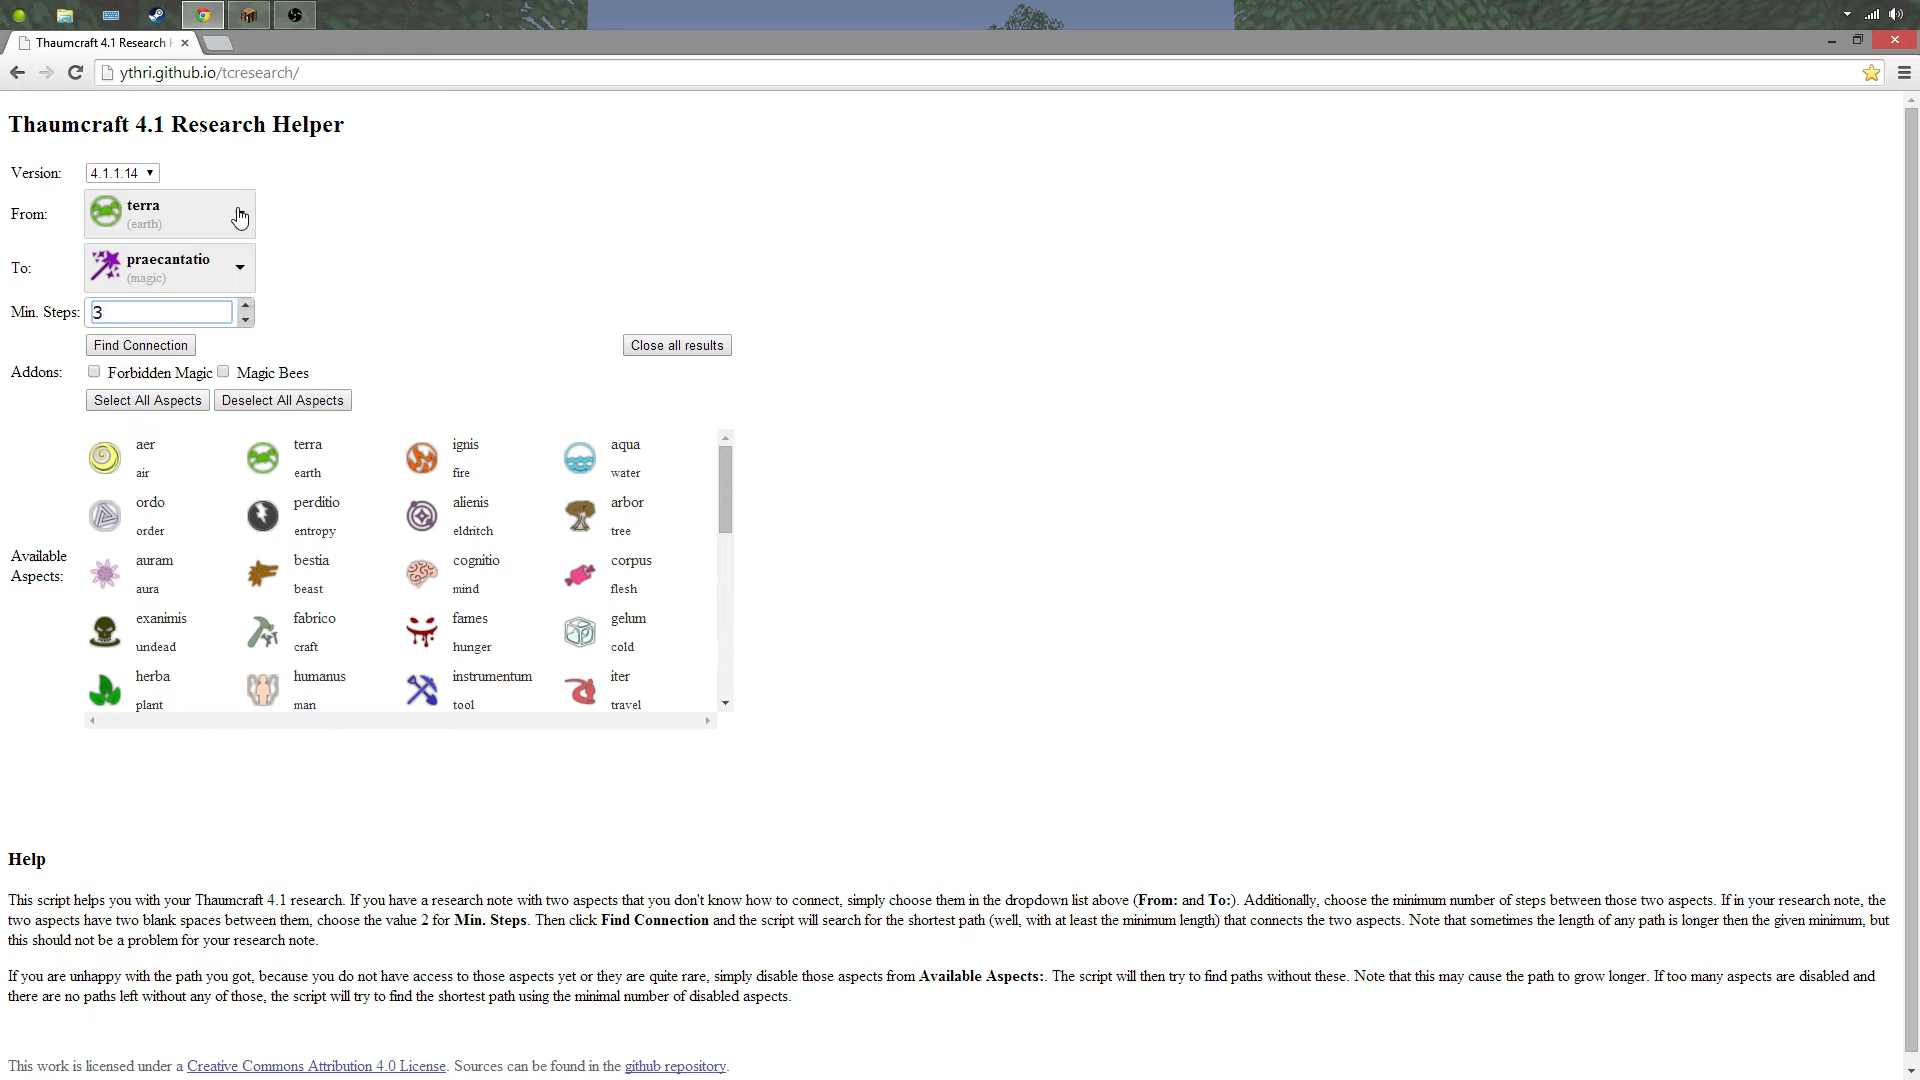 Thaumcraft 4.1 Research H
ythri.github.io/tcresearch/
Thaumcraft 4.1 Research Helper
Version: 4.1.1.14
From: terra
(earth)
To: praecantatio
(magic)
Min. Steps: 3
Find Connection Close all results
Addons: Forbidden Magic Magic Bees
Select All Aspects Deselect All Aspects
Available Aspects:
aer terra ignis aqua
air earth fire water
ordo perditio alienis arbor
order entropy eldritch tree
auram bestia cognitio corpus
aura beast mind flesh
exanimis fabrico fames gelum
undead craft hunger cold
herba humanus instrumentum iter
plant man tool travel
Help
This script helps you with your Thaumcraft 4.1 research. If you have a research note with two aspects that you don't know how to connect, simply choose them in the dropdown list above (From: and To:). Additionally, choose the minimum number of steps between those two aspects. If in your research note, the
two aspects have two blank spaces between them, choose the value 2 for Min. Steps. Then click Find Connection and the script will search for the shortest path (well, with at least the minimum length) that connects the two aspects. Note that sometimes the length of any path is longer then the given minimum, but
this should not be a problem for your research note.
If you are unhappy with the path you got, because you do not have access to those aspects yet or they are quite rare, simply disable those aspects from Available Aspects:. The script will then try to find paths without these. Note that this may cause the path to grow longer. If too many aspects are disabled and
there are no paths left without any of those, the script will try to find the shortest path using the minimal number of disabled aspects.
This work is licensed under a Creative Commons Attribution 4.0 License. Sources can be found in the github repository.